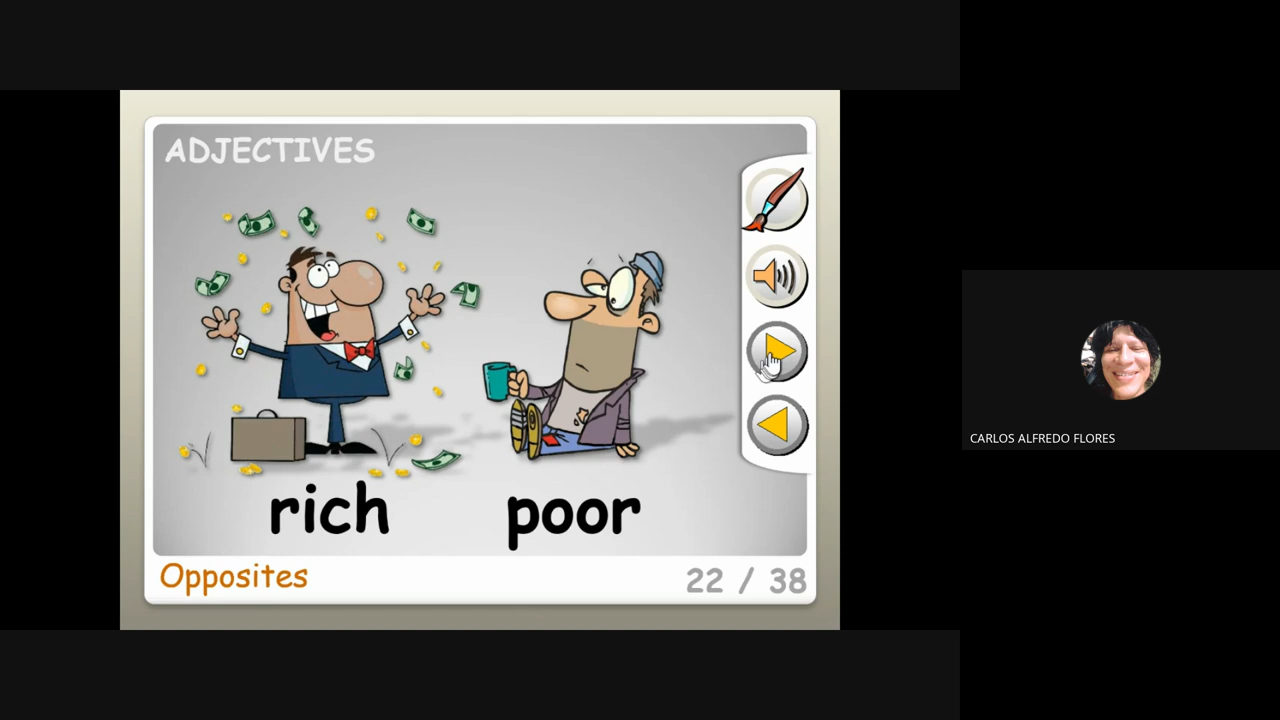 ADJECTIVES
rich poor
Opposites
22 / 38
CARLOS ALFREDO FLORES